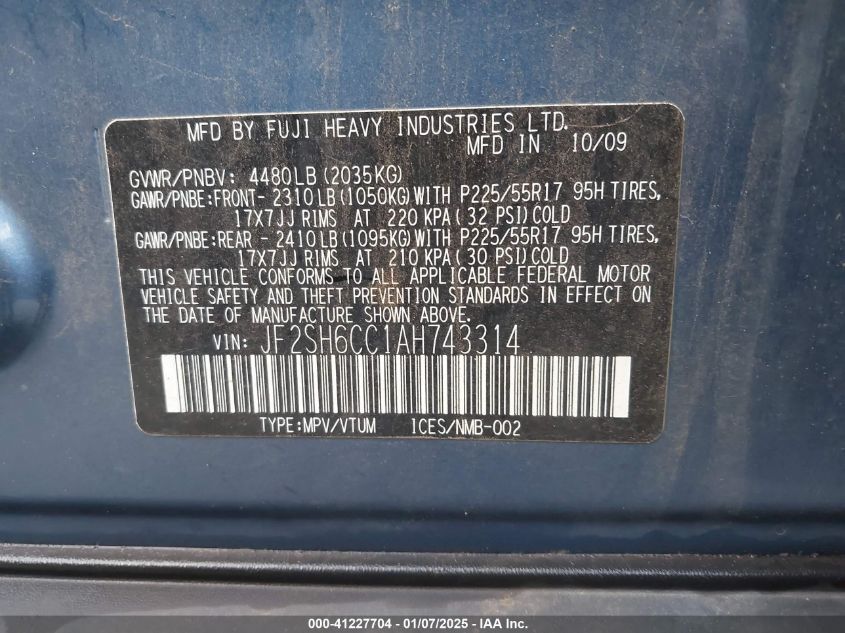 MFD BY FUJI HEAVY INDUSTRIES LTD.
MFD IN 10/09
GVWR/PNBV: 4480LB(2035KG)
GAWR/PNBE:FRONT- 2310LB(1050KG)WITH P225/55R17 95H TIRES,
17X7JJ RIMS AT 220 KPA(32 PSI)COLD
GAWR/PNBE:REAR - 2410LB(1095KG)WITH P225/55R17 95H TIRES,
17X7JJ RIMS AT 210 KPA(30 PSI)COLD
THIS VEHICLE CONFORMS TO ALL APPLICABLE FEDERAL MOTOR
VEHICLE SAFETY AND THEFT PREVENTION STANDARDS IN EFFECT ON
THE DATE OF MANUFACTURE SHOWN ABOVE.
VIN: JF2SH6CC1AH743314
TYPE:MPV/VTUM ICES/NMB-002
000-41227704 — 01/07/2025 — © IAA Inc.